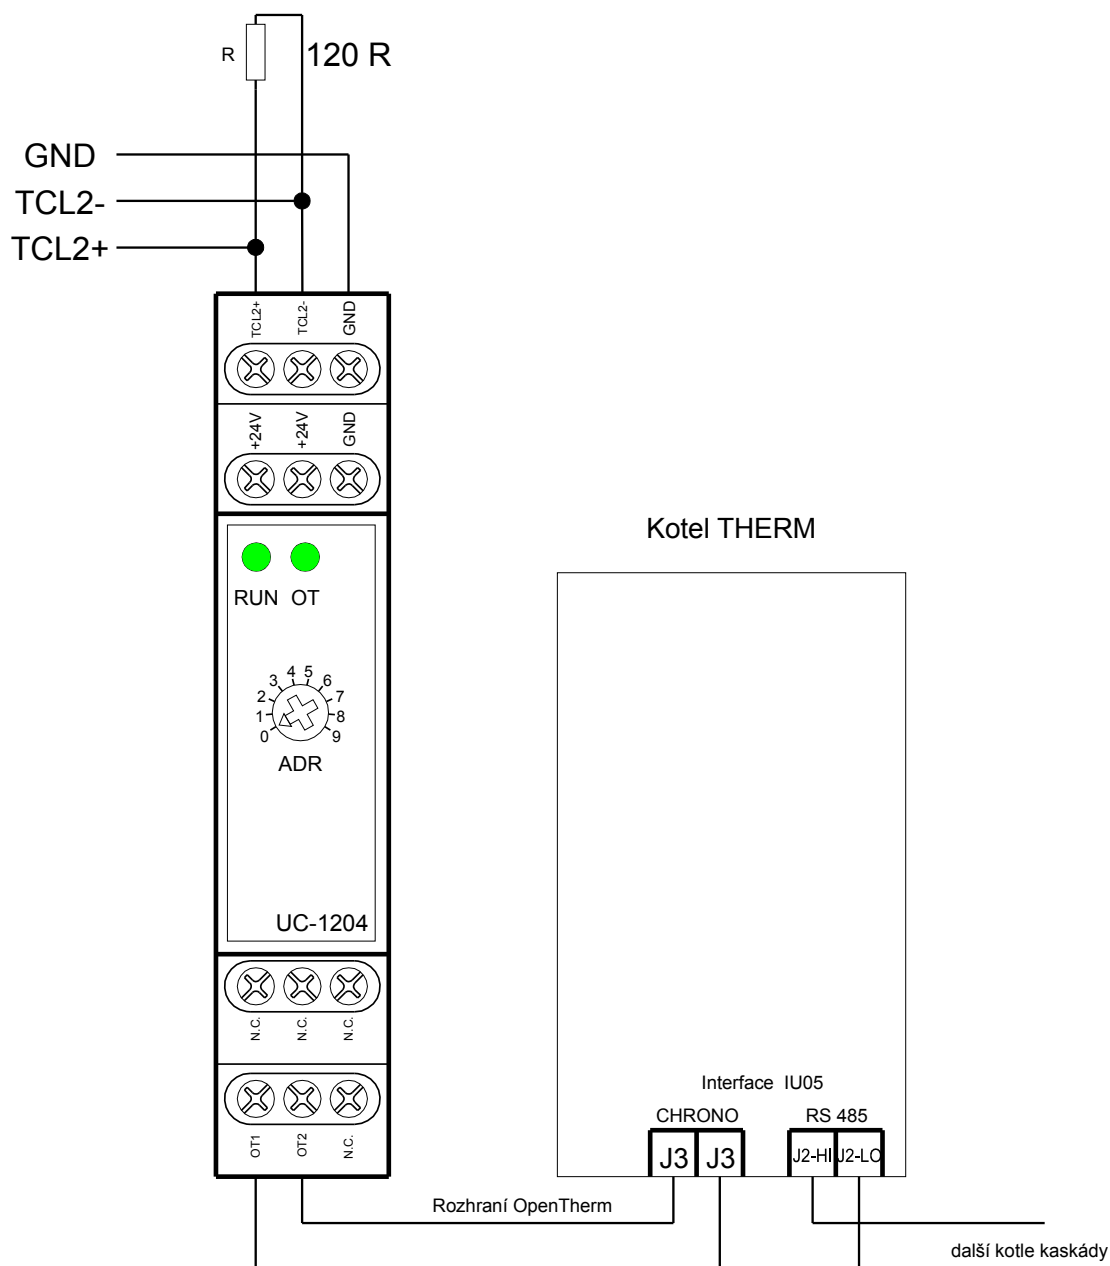 R
120 R
GND
TCL2-
TCL2+
TCL2+ TCL2- GND
+24V +24V GND
RUN OT
0 1 2 3 4 5 6 7 8 9
ADR
UC-1204
N.C. N.C. N.C.
OT1 OT2 N.C.
Kotel THERM
Interface IU05
CHRONO RS 485
J3 J3 J2-HI J2-LO
Rozhraní OpenTherm
další kotle kaskády